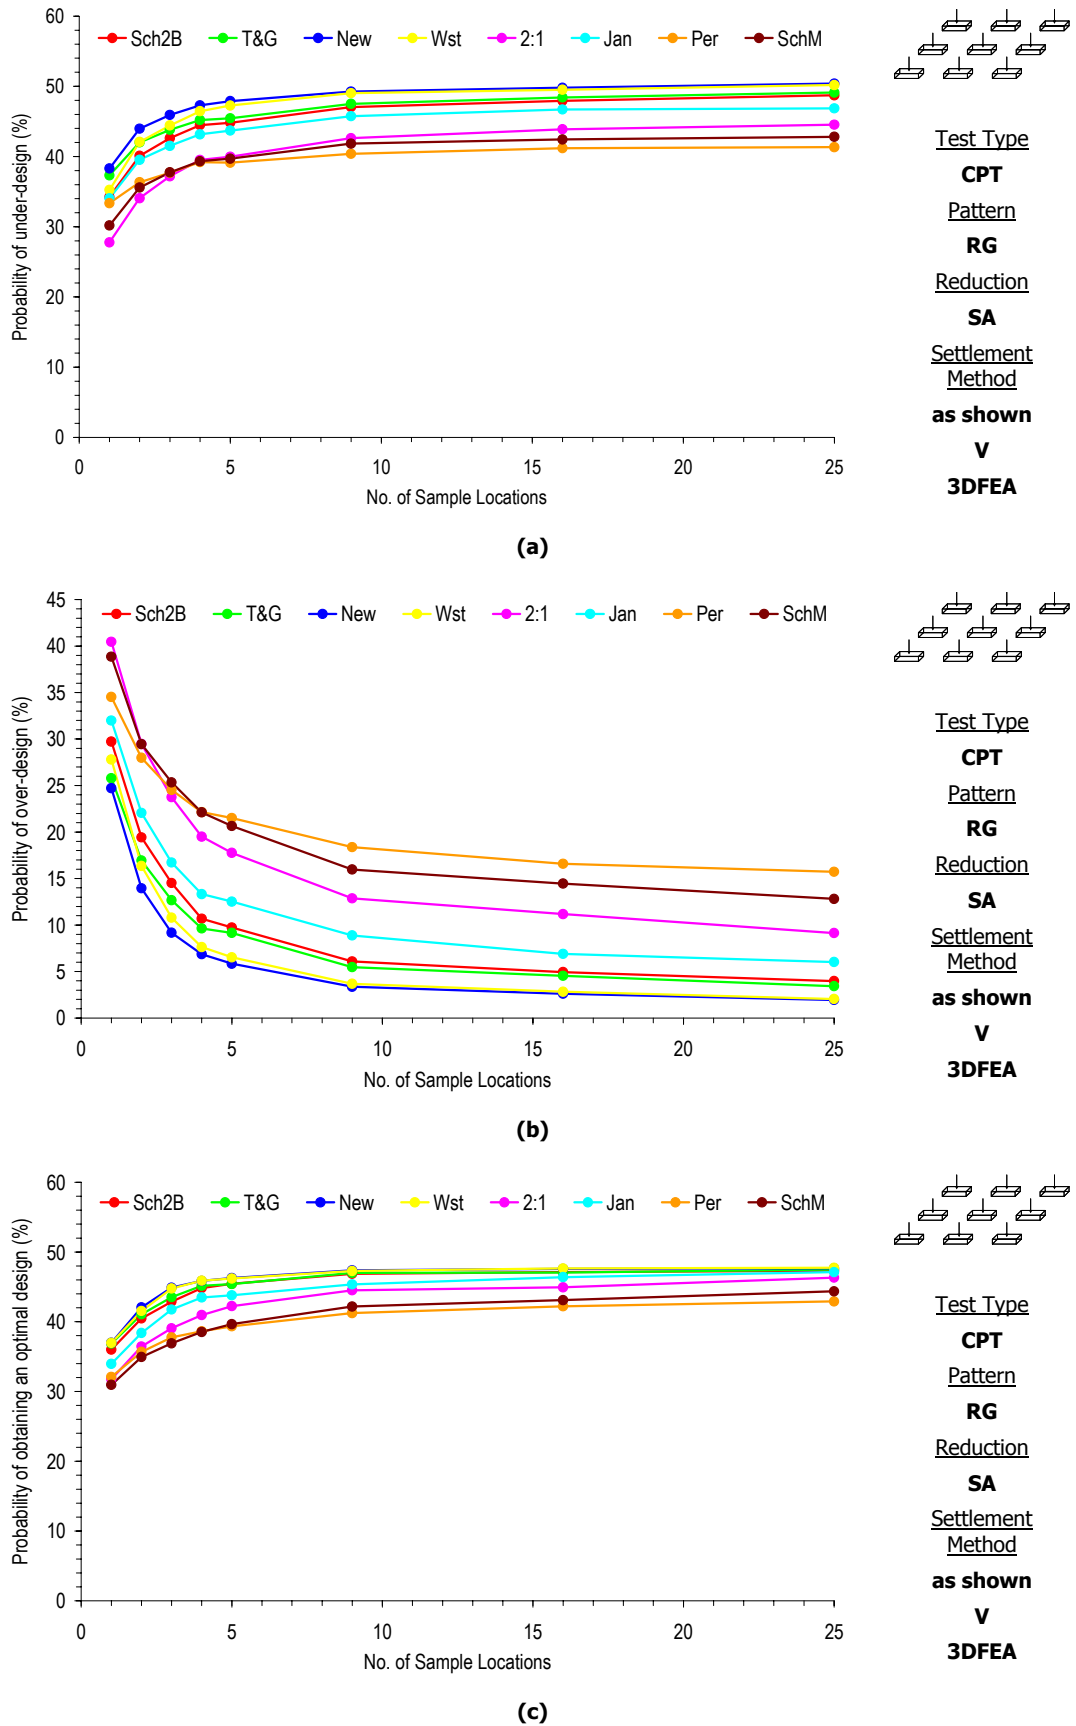 60
50
40
30
20
10
0
Probability of under-design (%)
Sch2B T&G New Wst 2:1 Jan Per SchM
0 5 10 15 20 25
No. of Sample Locations
Test Type
CPT
Pattern
RG
Reduction
SA
Settlement
Method
as shown
V
3DFEA
(a)
45
40
35
30
25
20
15
10
5
0
Probability of over-design (%)
Sch2B T&G New Wst 2:1 Jan Per SchM
0 5 10 15 20 25
No. of Sample Locations
Test Type
CPT
Pattern
RG
Reduction
SA
Settlement
Method
as shown
V
3DFEA
(b)
60
50
40
30
20
10
0
Probability of obtaining an optimal design (%)
Sch2B T&G New Wst 2:1 Jan Per SchM
0 5 10 15 20 25
No. of Sample Locations
Test Type
CPT
Pattern
RG
Reduction
SA
Settlement
Method
as shown
V
3DFEA
(c)